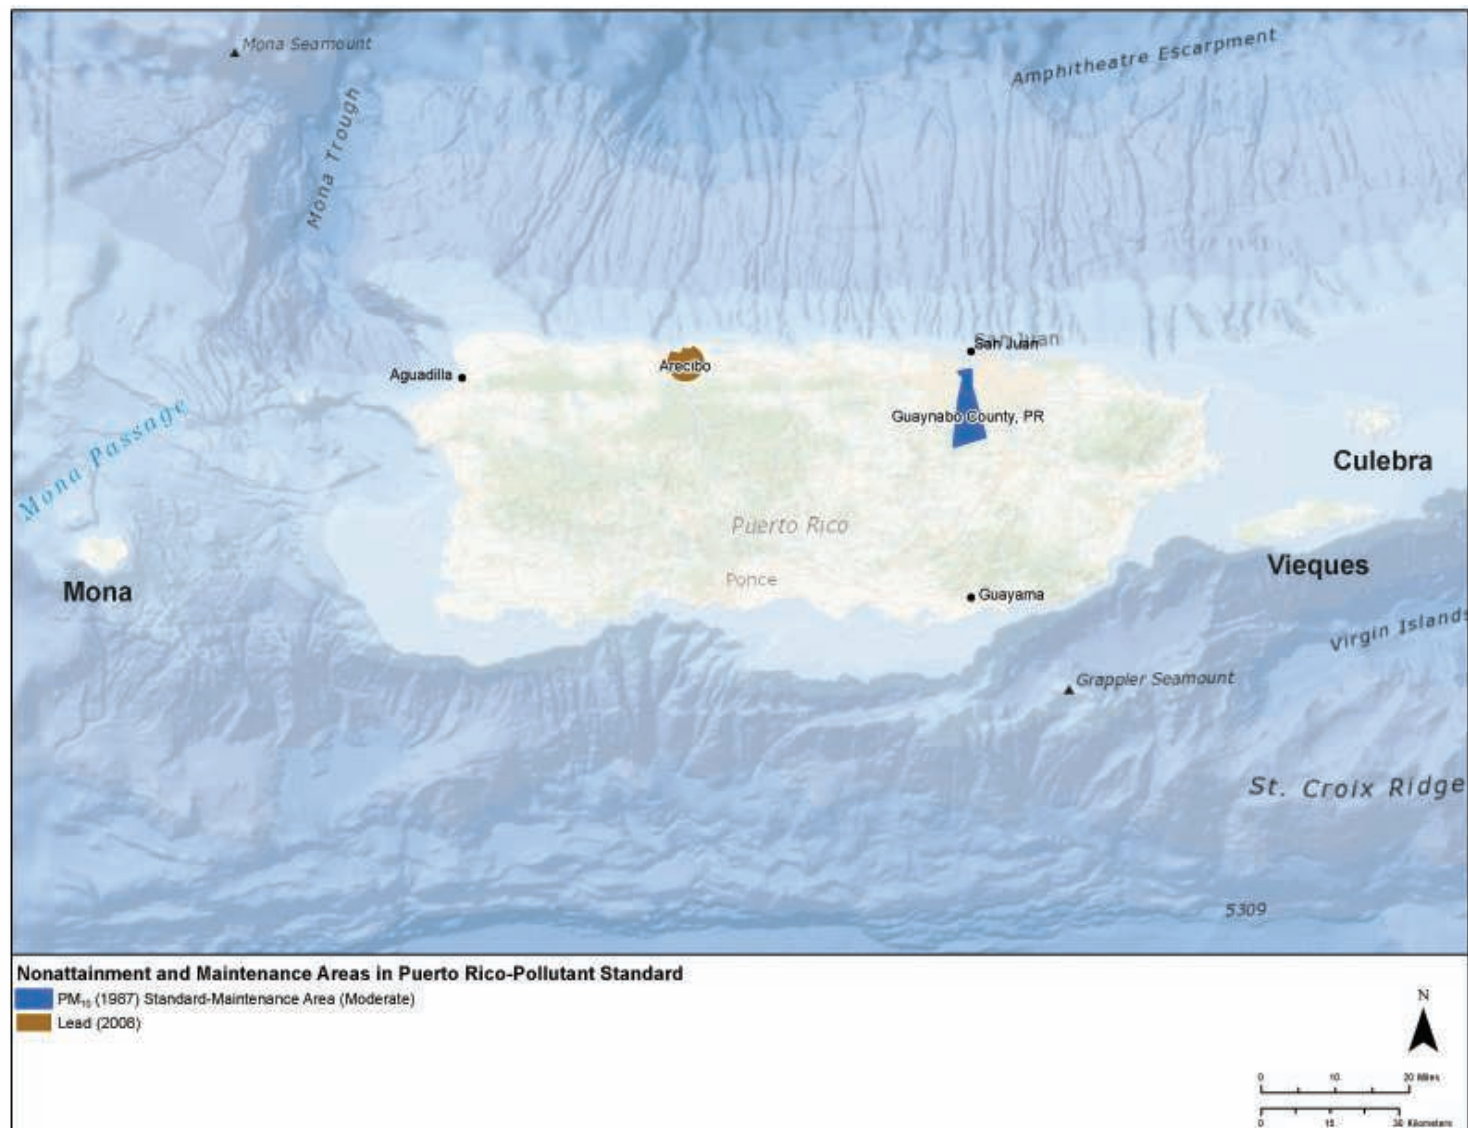 Mona Seamount
Amphitheatre Escarpment
Mona Trough
San Juan
San Juan
Arecibo
Aguadilla
Guaynabo County, PR
Mona Passage
Culebra
Puerto Rico
Vieques
Ponce
Mona
Guayama
Virgin Islands
Grappler Seamount
St. Croix Ridge
5309
Nonattainment and Maintenance Areas in Puerto Rico-Pollutant Standard
PM₁₀ (1987) Standard-Maintenance Area (Moderate)
Lead (2008)
N
0 10 20 Miles
0 15 30 Kilometers